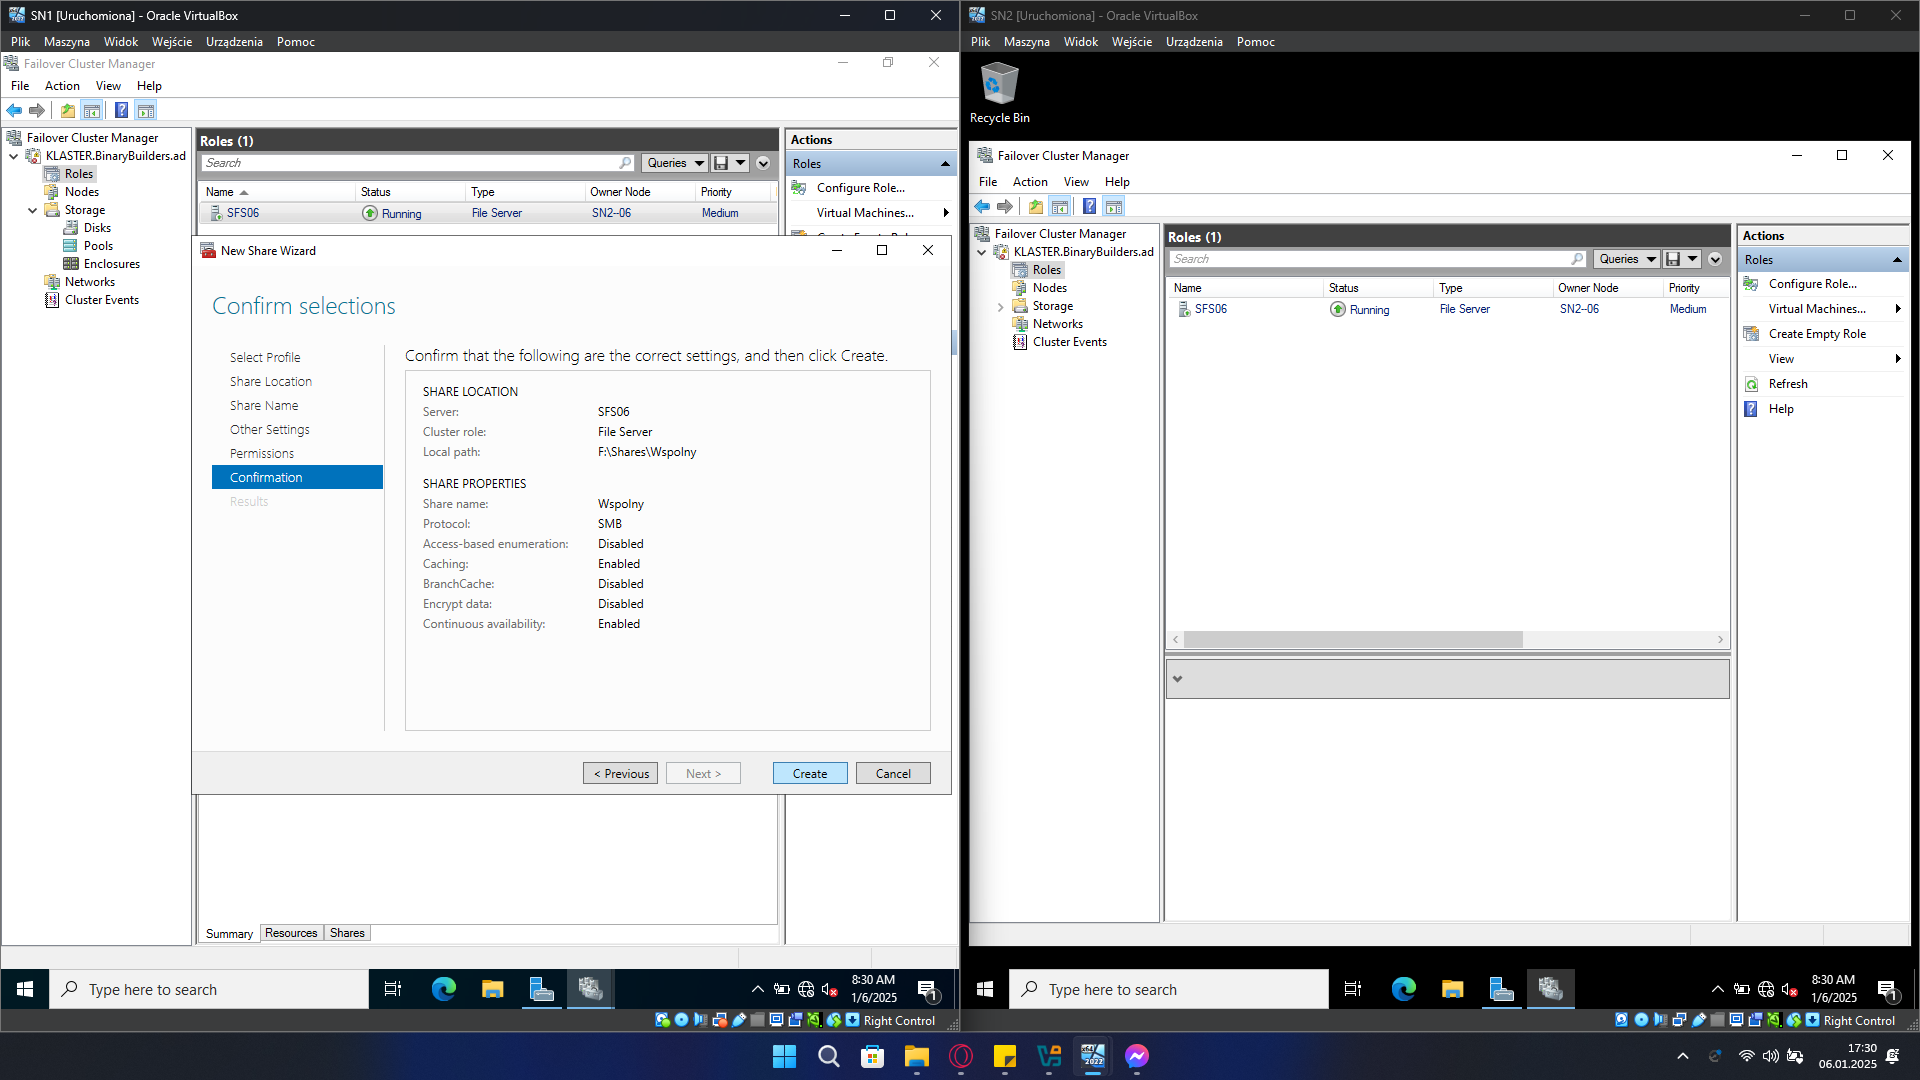 SN1 [Uruchomiona] - Oracle VirtualBox
Plik Maszyna Widok Wejście Urządzenia Pomoc
Failover Cluster Manager
File Action View Help
Failover Cluster Manager
KLASTER.BinaryBuilders.ad
Roles
Nodes
Storage
Disks
Pools
Enclosures
Networks
Cluster Events
Roles (1)
Search
Queries
Name Status Type Owner Node Priority
SFS06 Running File Server SN2--06 Medium
Actions
Roles
Configure Role...
Virtual Machines...
New Share Wizard
Confirm selections
Select Profile
Share Location
Share Name
Other Settings
Permissions
Confirmation
Results
Confirm that the following are the correct settings, and then click Create.
SHARE LOCATION
Server: SFS06
Cluster role: File Server
Local path: F:\Shares\Wspolny
SHARE PROPERTIES
Share name: Wspolny
Protocol: SMB
Access-based enumeration: Disabled
Caching: Enabled
BranchCache: Disabled
Encrypt data: Disabled
Continuous availability: Enabled
< Previous Next > Create Cancel
Summary Resources Shares
Type here to search
8:30 AM
1/6/2025
1
Right Control
SN2 [Uruchomiona] - Oracle VirtualBox
Plik Maszyna Widok Wejście Urządzenia Pomoc
Recycle Bin
Failover Cluster Manager
File Action View Help
Failover Cluster Manager
KLASTER.BinaryBuilders.ad
Roles
Nodes
Storage
Networks
Cluster Events
Roles (1)
Search
Queries
Name Status Type Owner Node Priority
SFS06 Running File Server SN2--06 Medium
Actions
Roles
Configure Role...
Virtual Machines...
Create Empty Role
View
Refresh
Help
Type here to search
8:30 AM
1/6/2025
1
Right Control
17:30
06.01.2025